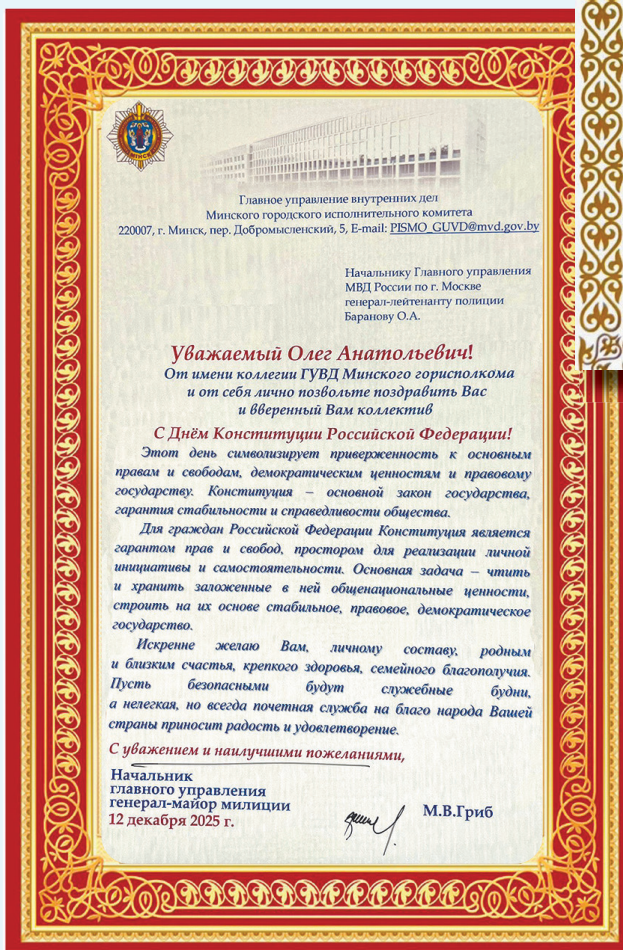 МИНСК
Главное управление внутренних дел
Минского городского исполнительного комитета
220007, г. Минск, пер. Добромысленский, 5, E-mail: PISMO_GUVD@mvd.gov.by
Начальнику Главного управления
МВД России по г. Москве
генерал-лейтенанту полиции
Баранову О.А.
Уважаемый Олег Анатольевич!
От имени коллегии ГУВД Минского горисполкома
и от себя лично позвольте поздравить Вас
и вверенный Вам коллектив
С Днём Конституции Российской Федерации!
Этот день символизирует приверженность к основным
правам и свободам, демократическим ценностям и правовому
государству. Конституция – основной закон государства,
гарантия стабильности и справедливости общества.
Для граждан Российской Федерации Конституция является
гарантом прав и свобод, простором для реализации личной
инициативы и самостоятельности. Основная задача – чтить
и хранить заложенные в ней общенациональные ценности,
строить на их основе стабильное, правовое, демократическое
государство.
Искренне желаю Вам, личному составу, родным
и близким счастья, крепкого здоровья, семейного благополучия.
Пусть безопасными будут служебные будни,
а нелегкая, но всегда почетная служба на благо народа Вашей
страны приносит радость и удовлетворение.
С уважением и наилучшими пожеланиями,
Начальник
главного управления
генерал-майор милиции
12 декабря 2025 г.
М.В.Гриб